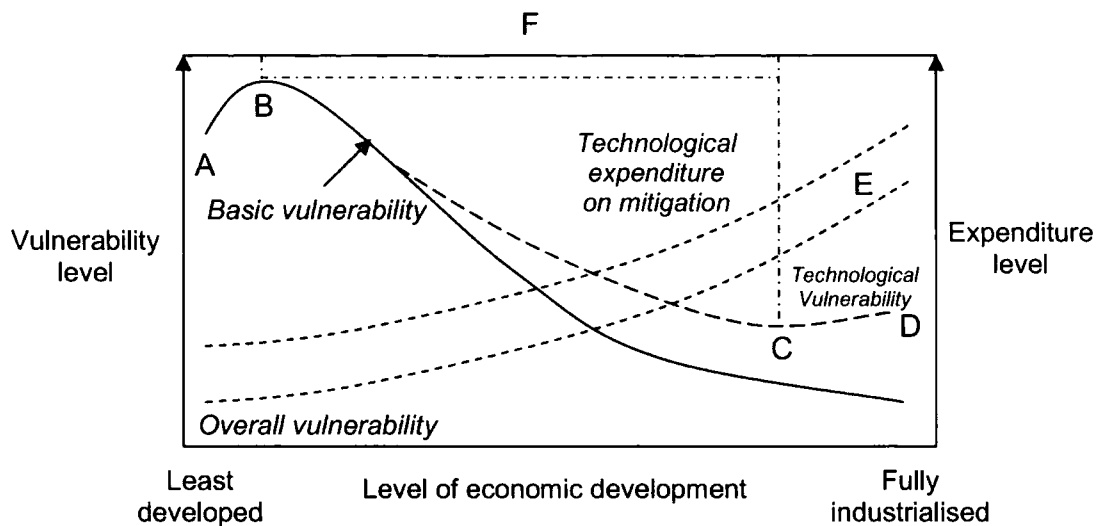 F
B
A
Technological
expenditure
on mitigation
E
Basic vulnerability
Vulnerability
level
Expenditure
level
Technological
Vulnerability
D
C
Overall vulnerability
Least
developed
Level of economic development
Fully
industrialised